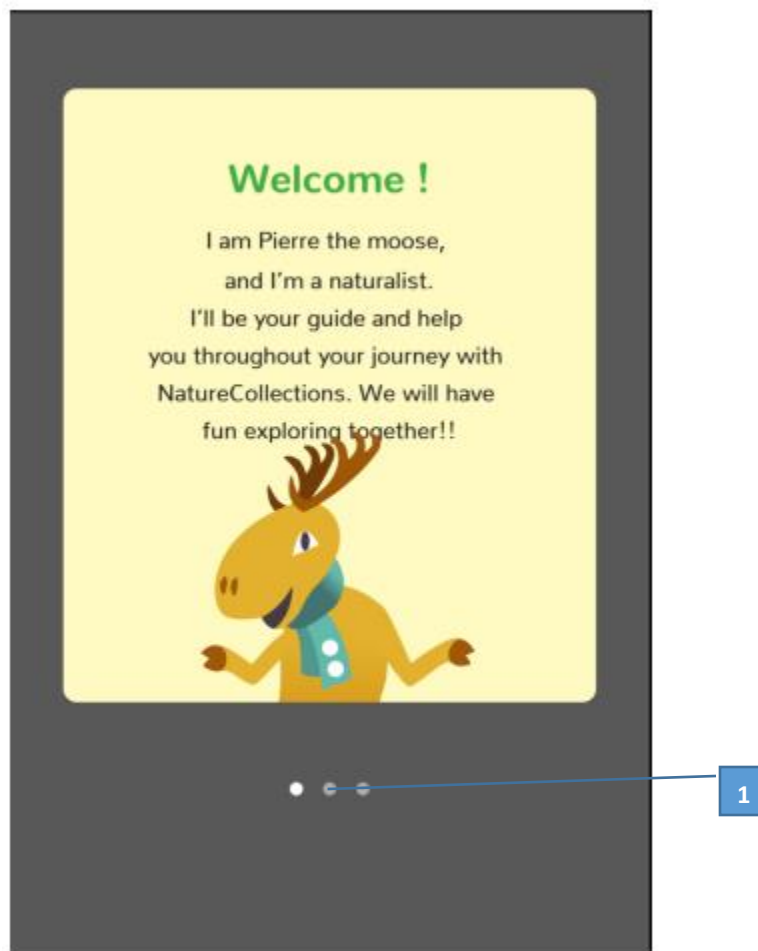 Welcome !
I am Pierre the moose,
and I'm a naturalist.
I'll be your guide and help
you throughout your journey with
NatureCollections. We will have
fun exploring together!!
1